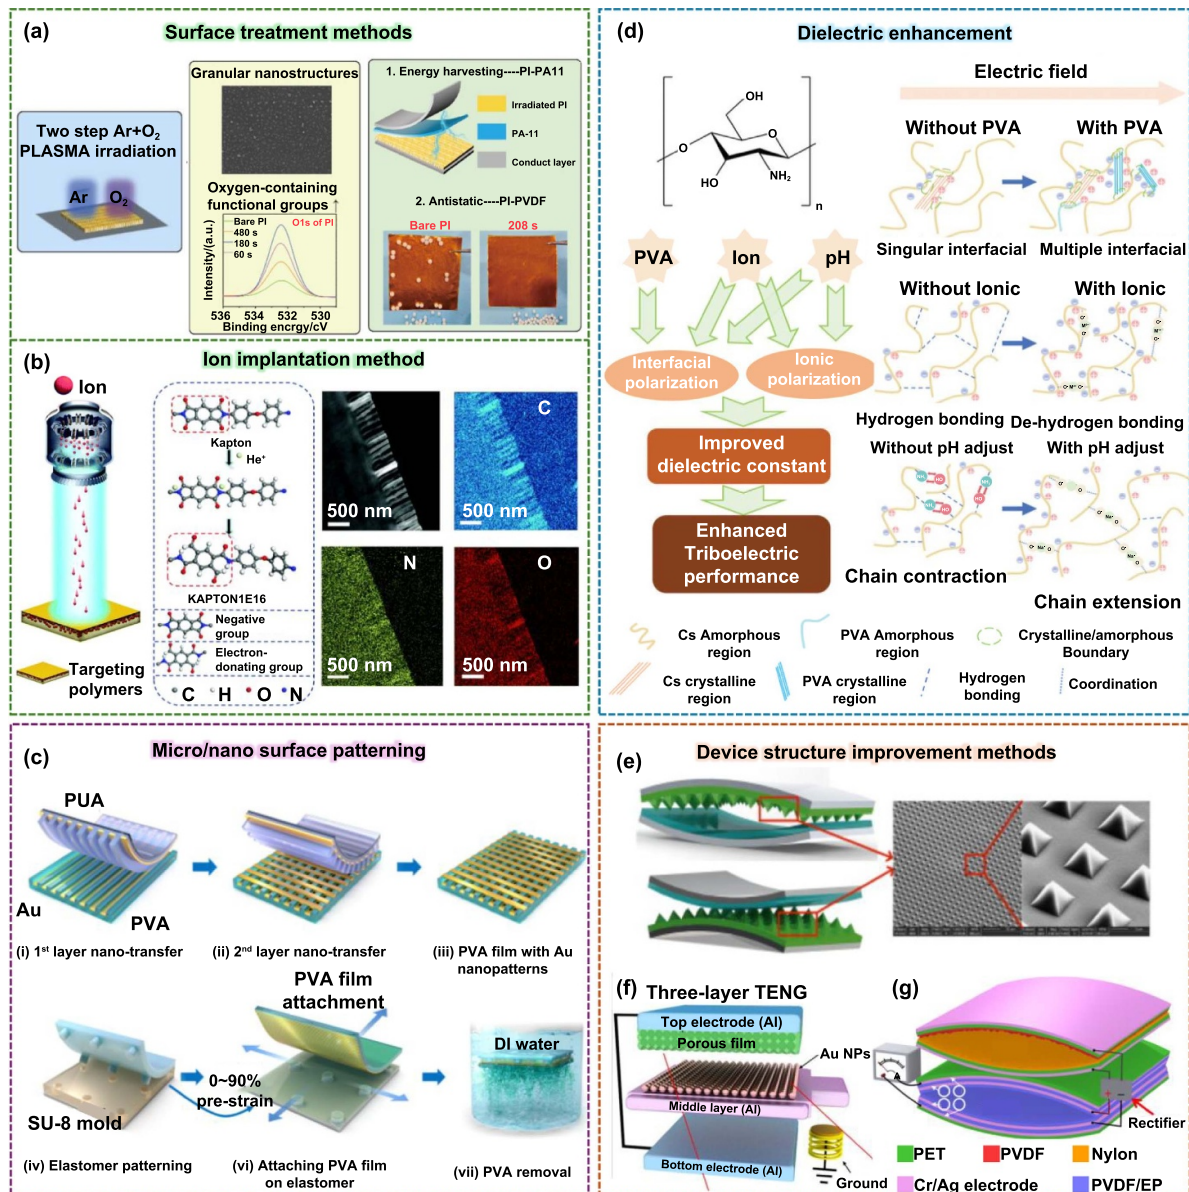 (a)
Surface treatment methods
Two step Ar+O2
PLASMA irradiation
Ar
O2
Granular nanostructures
Oxygen-containing
functional groups
Bare PI
480 s
180 s
60 s
O1s of PI
Intensity/(a.u.)
536 534 532 530
Binding encrgy/cV
1. Energy harvesting----PI-PA11
Irradiated PI
PA-11
Conduct layer
2. Antistatic----PI-PVDF
Bare PI
208 s
(b)
Ion implantation method
Ion
Targeting
polymers
Kapton
He+
KAPTON1E16
Negative
group
Electron-
donating group
C H O N
500 nm
C
500 nm
N
500 nm
O
500 nm
(c)
Micro/nano surface patterning
PUA
Au
PVA
(i) 1st layer nano-transfer
(ii) 2nd layer nano-transfer
(iii) PVA film with Au
nanopatterns
PVA film
attachment
SU-8 mold
0~90%
pre-strain
DI water
(iv) Elastomer patterning
(vi) Attaching PVA film
on elastomer
(vii) PVA removal
(d)
Dielectric enhancement
OH
O
O
HO
NH2
n
Electric field
Without PVA
With PVA
Singular interfacial
Multiple interfacial
PVA
Ion
pH
Interfacial
polarization
Ionic
polarization
Improved
dielectric constant
Enhanced
Triboelectric
performance
Without Ionic
With Ionic
Hydrogen bonding
De-hydrogen bonding
Without pH adjust
With pH adjust
Chain contraction
Chain extension
Cs Amorphous
region
PVA Amorphous
region
Crystalline/amorphous
Boundary
Cs crystalline
region
PVA crystalline
region
Hydrogen
bonding
Coordination
(e)
Device structure improvement methods
(f)
Three-layer TENG
Top electrode (Al)
Porous film
Au NPs
Middle layer (Al)
Bottom electrode (Al)
Ground
(g)
Rectifier
PET
PVDF
Nylon
Cr/Ag electrode
PVDF/EP